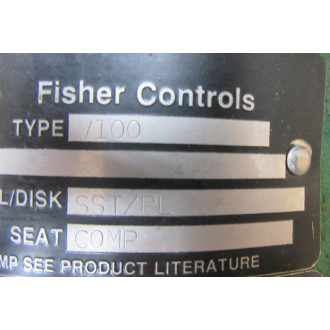 Fisher Controls
TYPE V100
L/DISK SST/PL
SEAT COMP
MP SEE PRODUCT LITERATURE